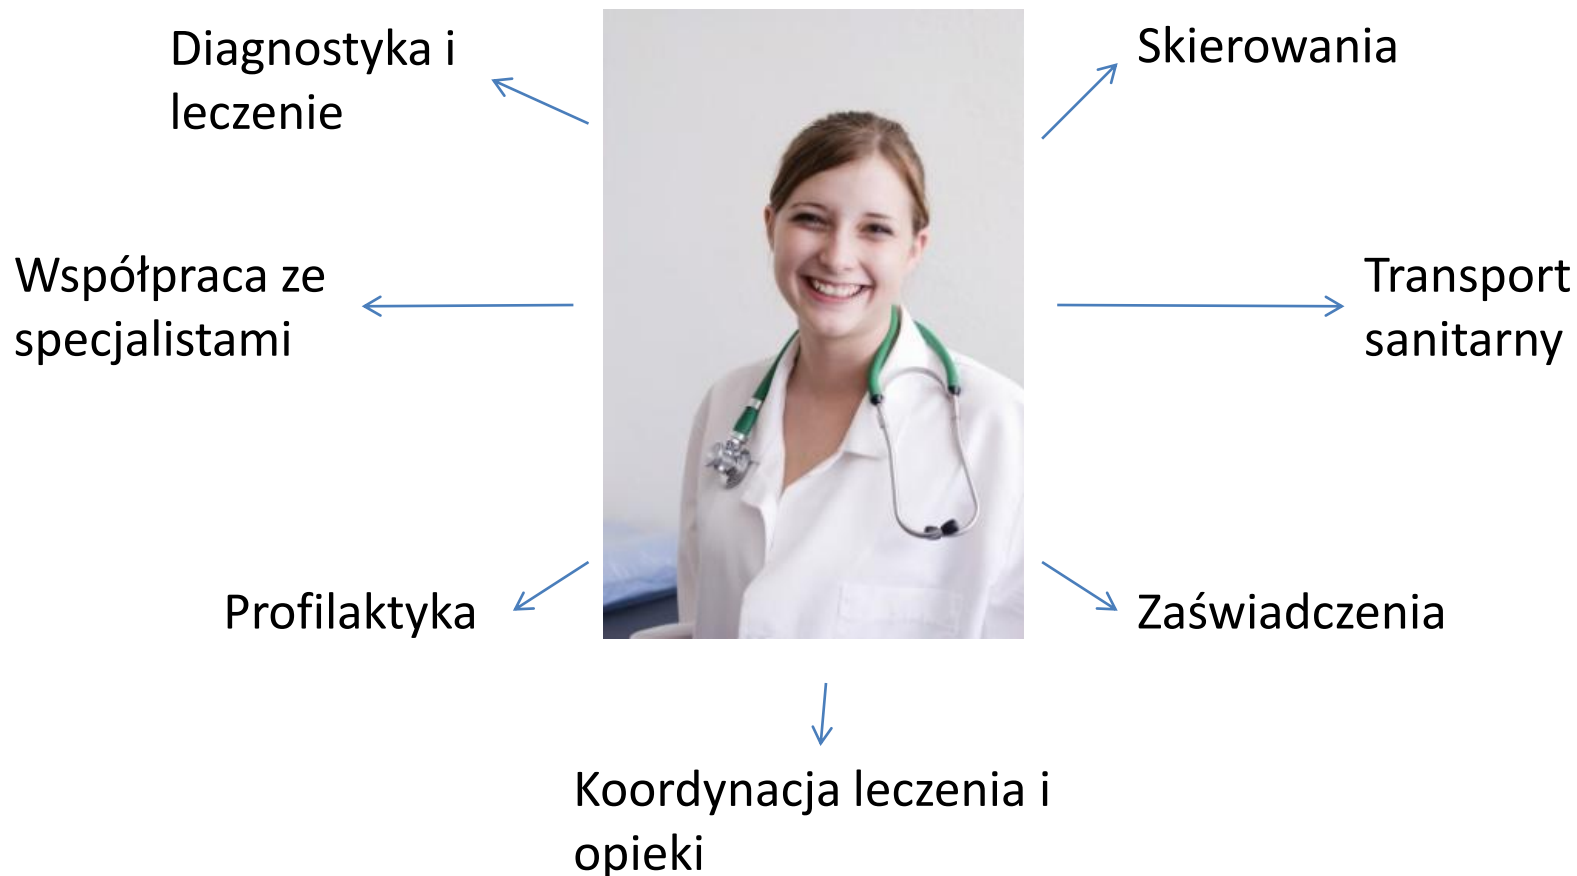 Diagnostyka i
leczenie
Skierowania
Współpraca ze
specjalistami
Transport
sanitarny
Profilaktyka
Zaświadczenia
Koordynacja leczenia i
opieki